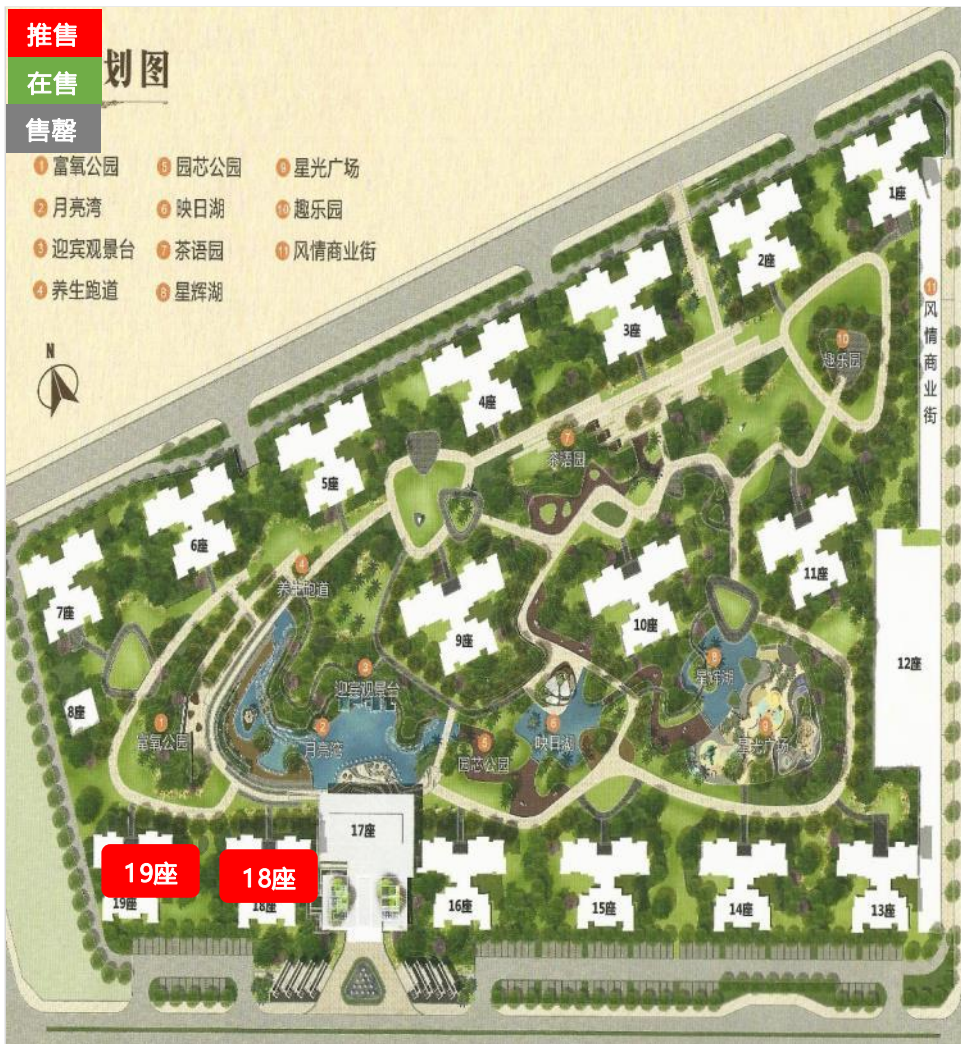 推售
在售
售罄
划图
1 富氧公园
5 园芯公园
9 星光广场
2 月亮湾
6 映日湖
10 趣乐园
3 迎宾观景台
7 茶语园
11 风情商业街
4 养生跑道
8 星辉湖
N
1座
2座
3座
4座
5座
6座
7座
8座
9座
10座
11座
12座
11
风情商业街
10
趣乐园
7
茶语园
4
养生跑道
3
迎宾观景台
2
月亮湾
1
富氧公园
5
园芯公园
6
映日湖
8
星辉湖
9
星光广场
17座
19座
18座
19座
18座
16座
15座
14座
13座